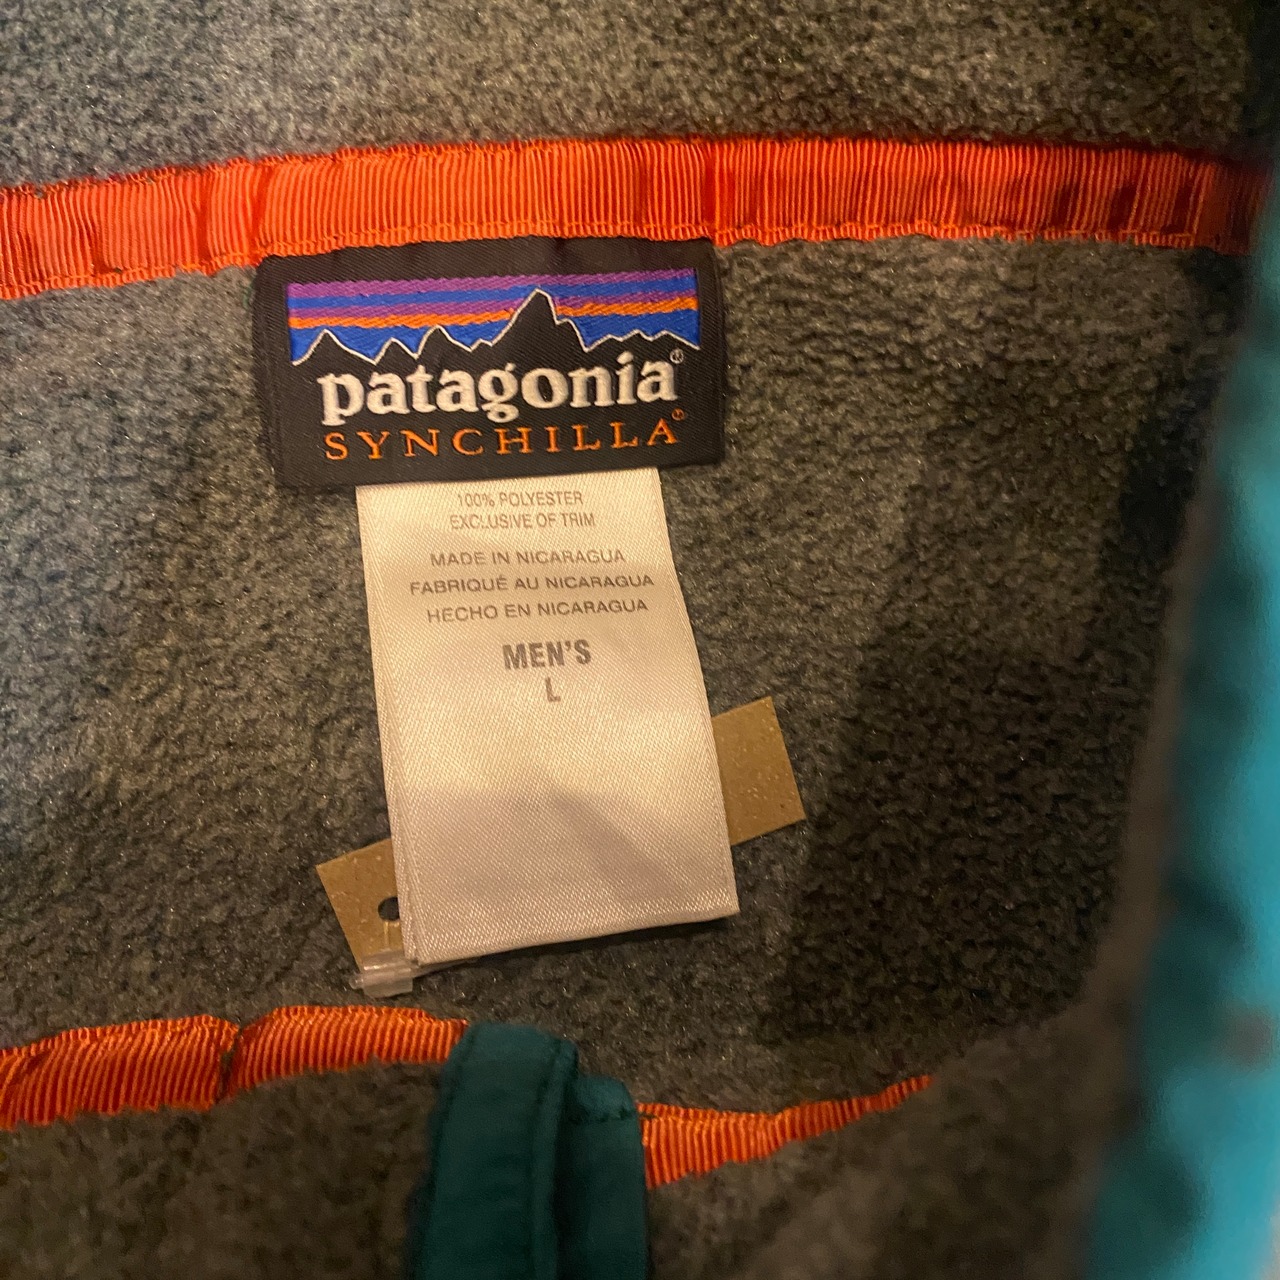 patagonia®
SYNCHILLA®
100% POLYESTER
EXCLUSIVE OF TRIM
MADE IN NICARAGUA
FABRIQUÉ AU NICARAGUA
HECHO EN NICARAGUA
MEN'S
L